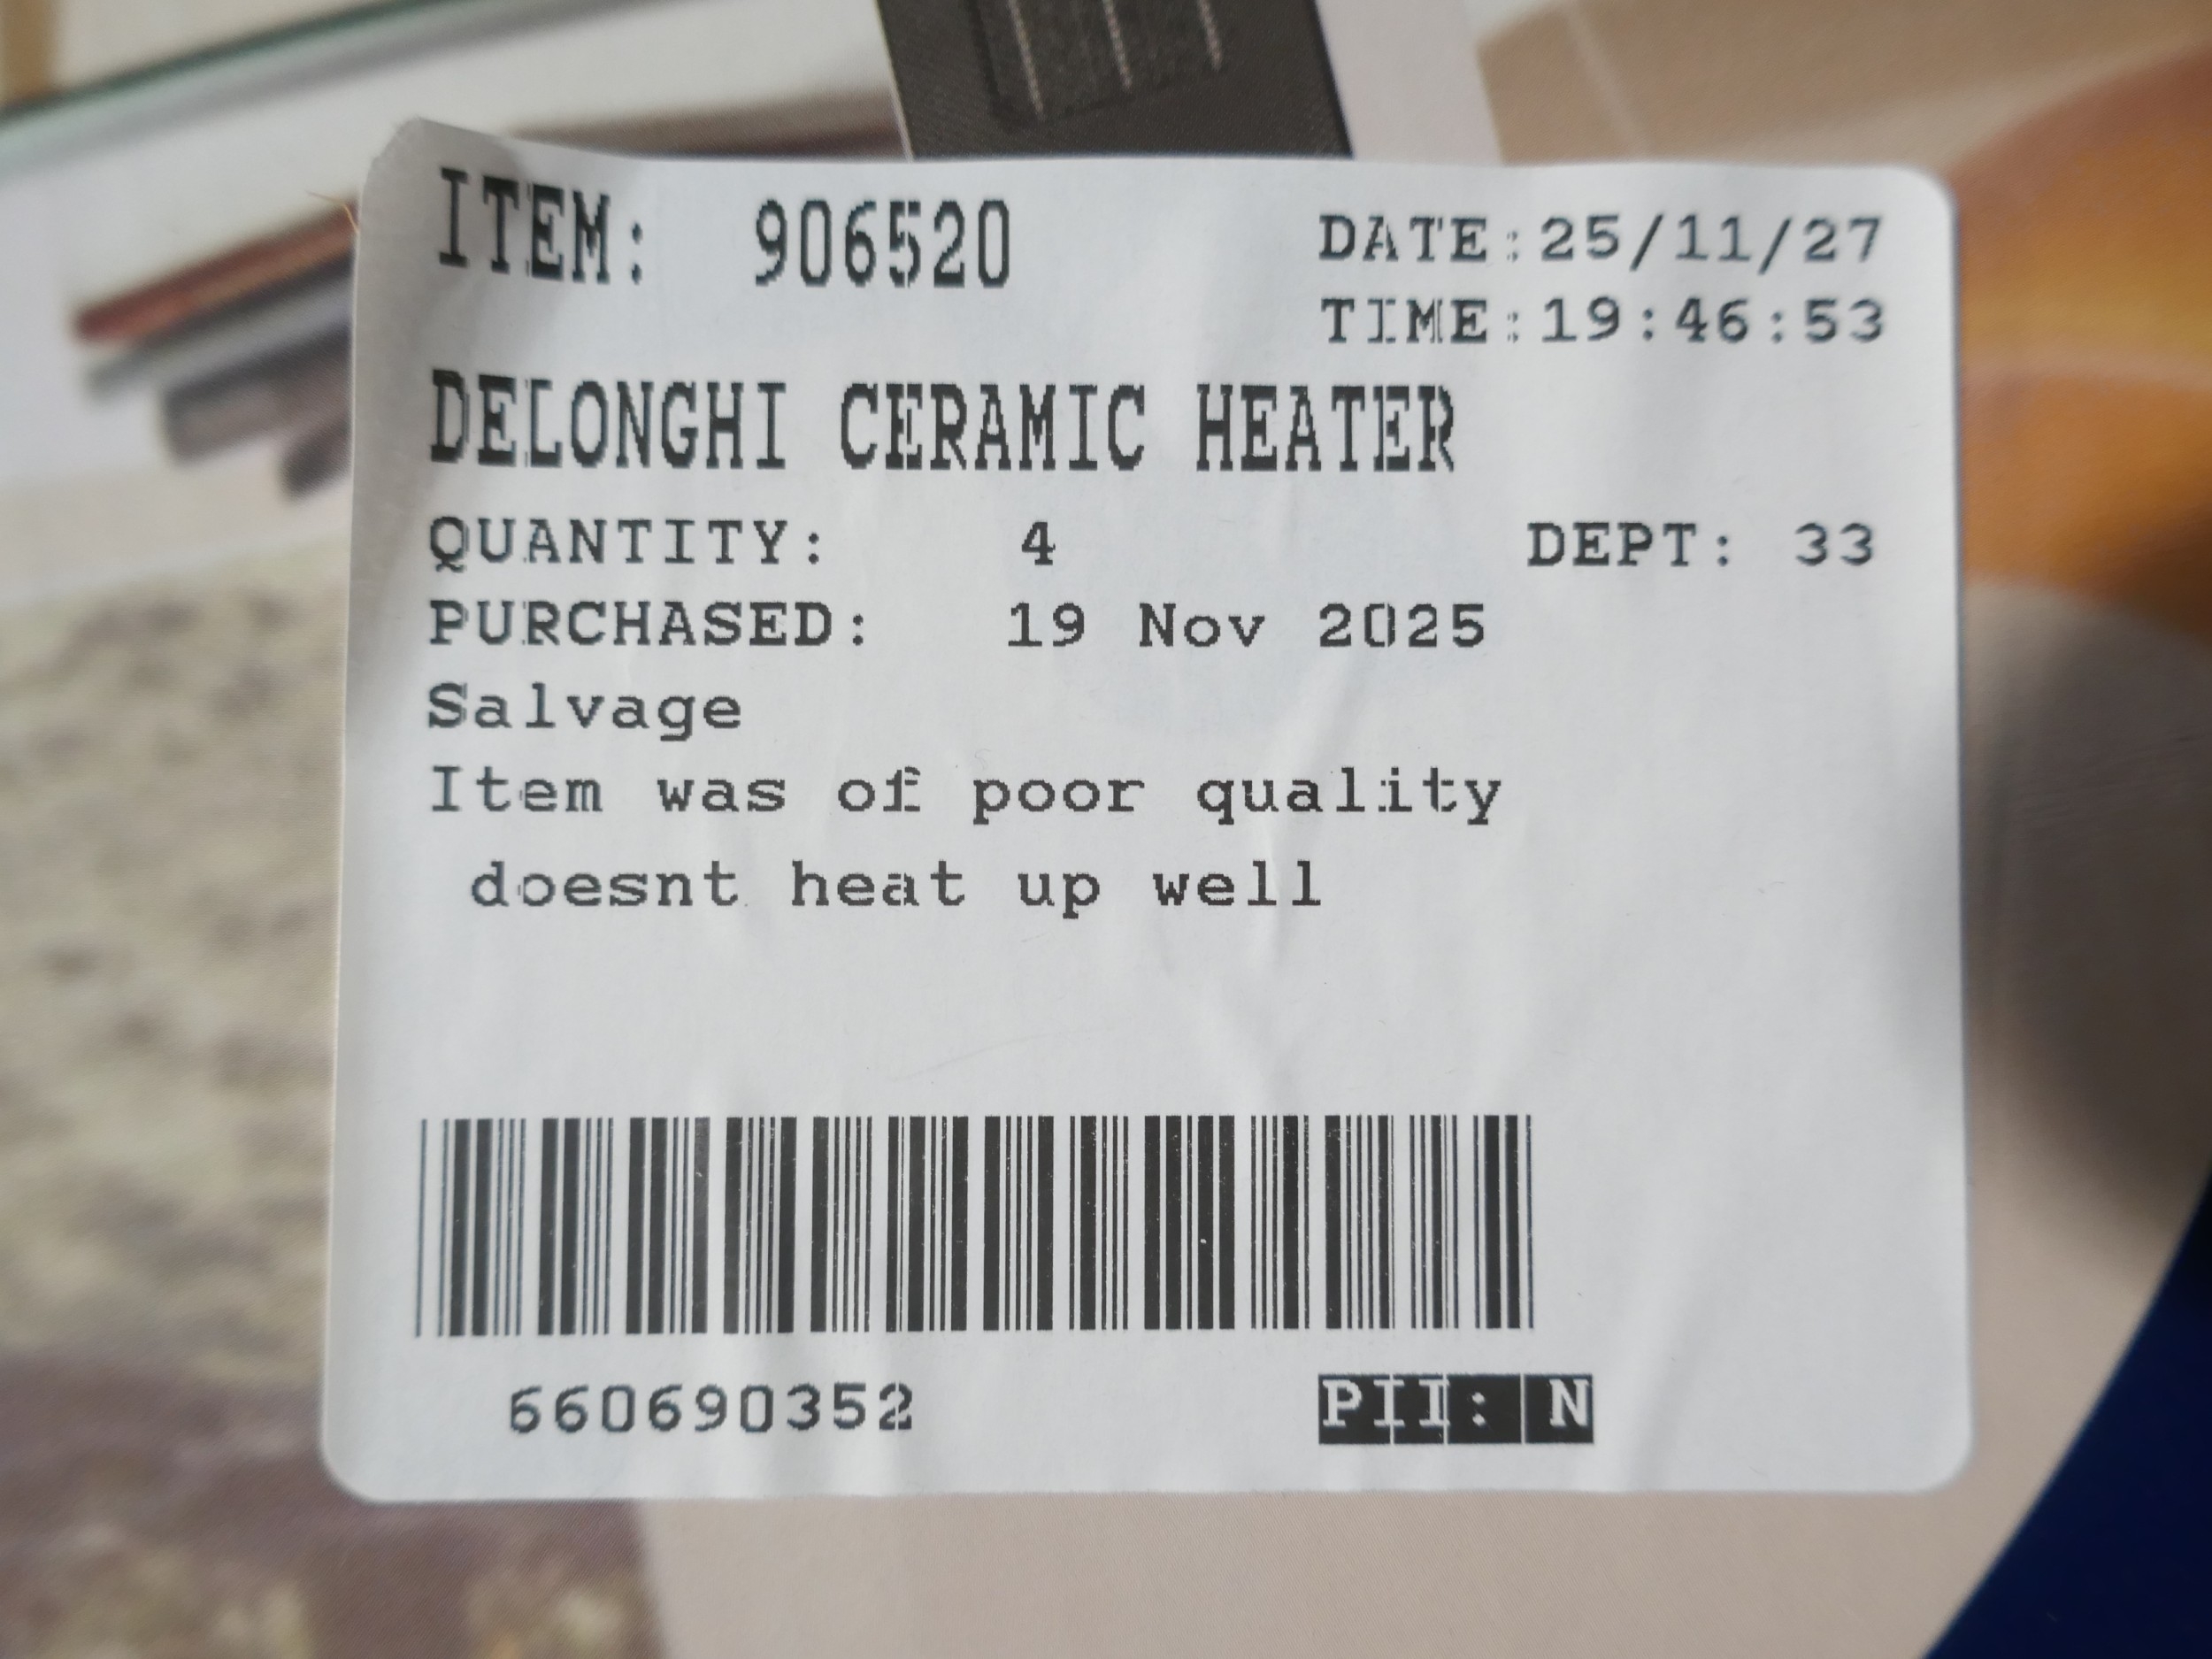 ITEM: 906520
DATE:25/11/27
TIME:19:46:53
DELONGHI CERAMIC HEATER
QUANTITY: 4 DEPT: 33
PURCHASED: 19 Nov 2025
Salvage
Item was of poor quality
doesnt heat up well
660690352 PII: N